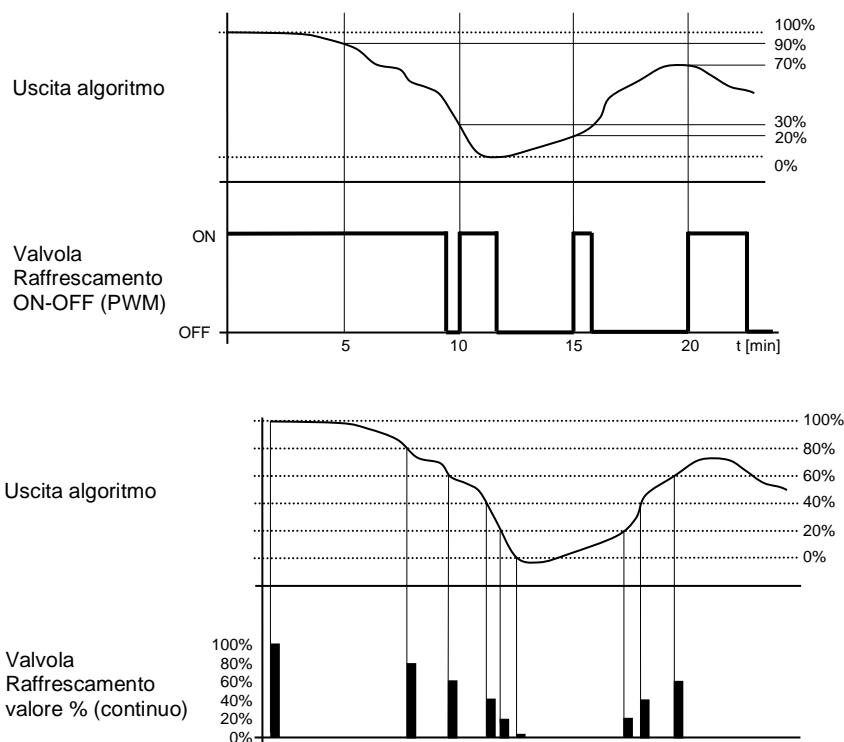 100%
90%
Uscita algoritmo
70%
30%
20%
0%
ON
Valvola
Raffrescamento
ON-OFF (PWM)
OFF
5 10 15 20 t [min]
100%
80%
Uscita algoritmo
60%
40%
20%
0%
Valvola
Raffrescamento
valore % (continuo)
100%
80%
60%
40%
20%
0%